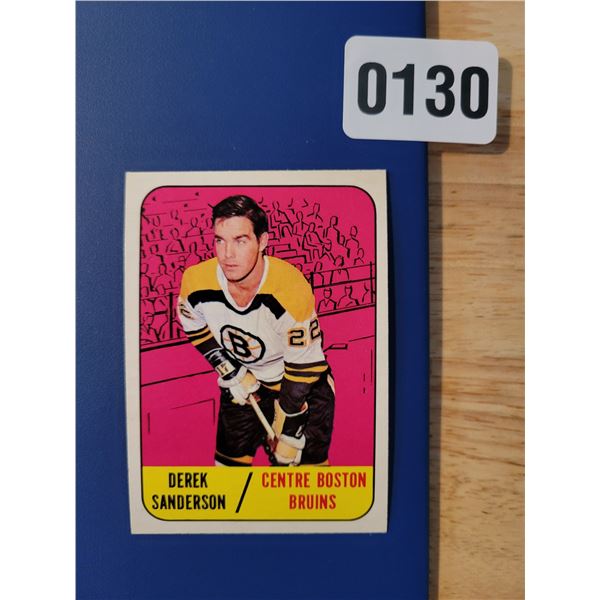 0130
22
B
DEREK
SANDERSON
/
CENTRE BOSTON
BRUINS